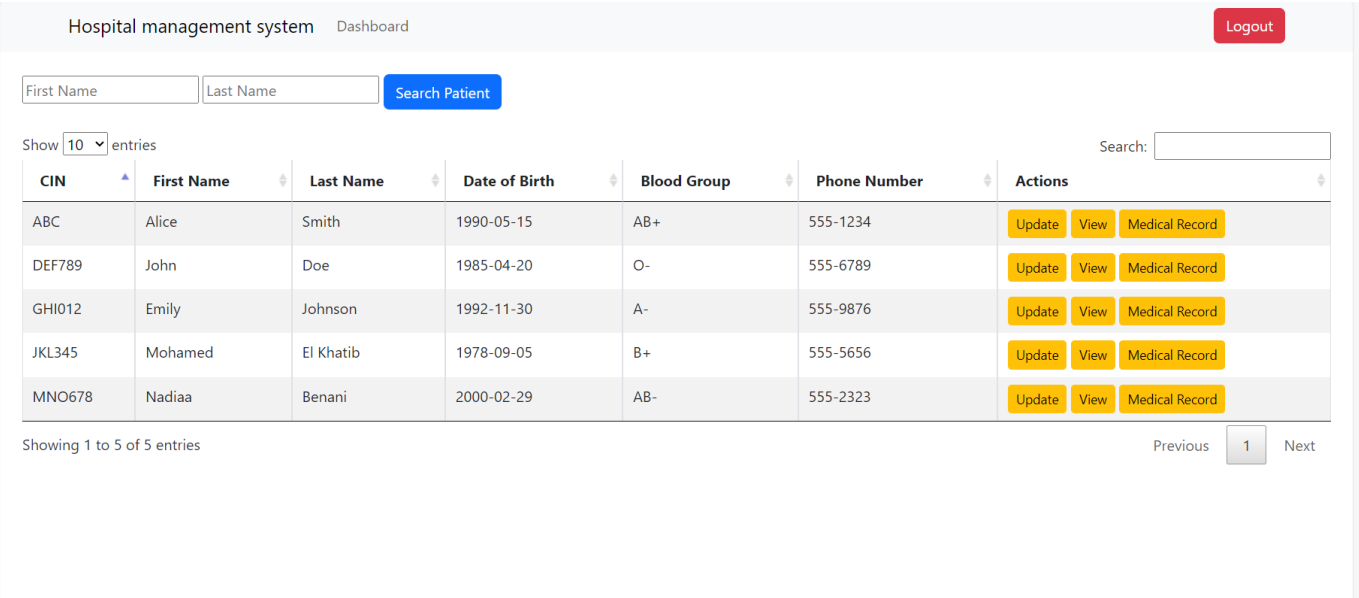 Hospital management system Dashboard Logout
First Name Last Name Search Patient
Show 10 entries Search:
CIN First Name Last Name Date of Birth Blood Group Phone Number Actions
ABC Alice Smith 1990-05-15 AB+ 555-1234 Update View Medical Record
DEF789 John Doe 1985-04-20 O- 555-6789 Update View Medical Record
GHI012 Emily Johnson 1992-11-30 A- 555-9876 Update View Medical Record
JKL345 Mohamed El Khatib 1978-09-05 B+ 555-5656 Update View Medical Record
MNO678 Nadiaa Benani 2000-02-29 AB- 555-2323 Update View Medical Record
Showing 1 to 5 of 5 entries Previous 1 Next